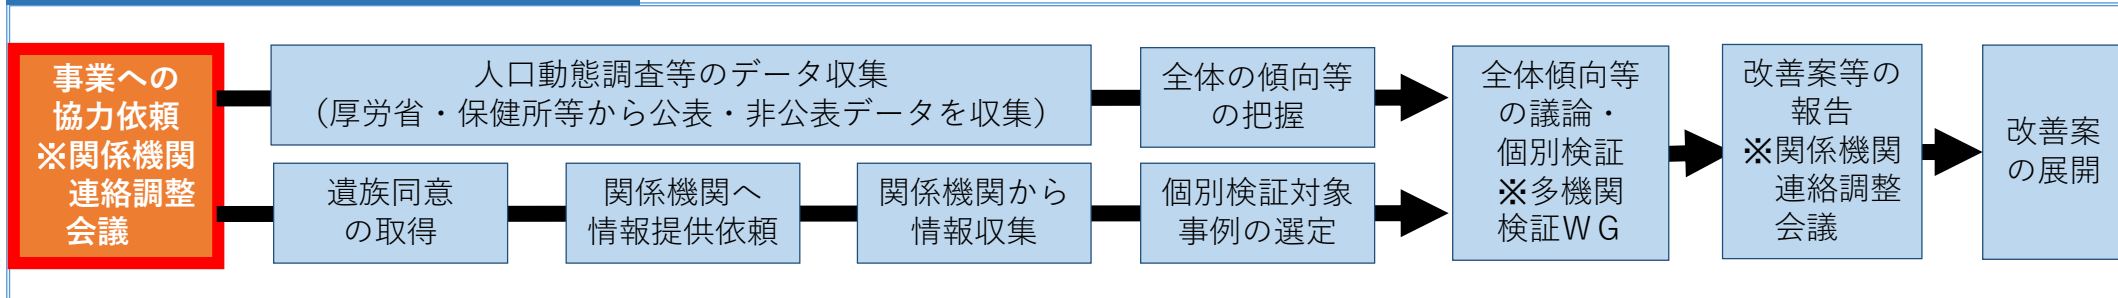 事業への
協力依頼
※関係機関
連絡調整
会議
人口動態調査等のデータ収集
（厚労省・保健所等から公表・非公表データを収集）
全体の傾向等
の把握
遺族同意
の取得
関係機関へ
情報提供依頼
関係機関から
情報収集
個別検証対象
事例の選定
全体傾向等
の議論・
個別検証
※多機関
検証ＷＧ
改善案等の
報告
※関係機関
連絡調整
会議
改善案
の展開